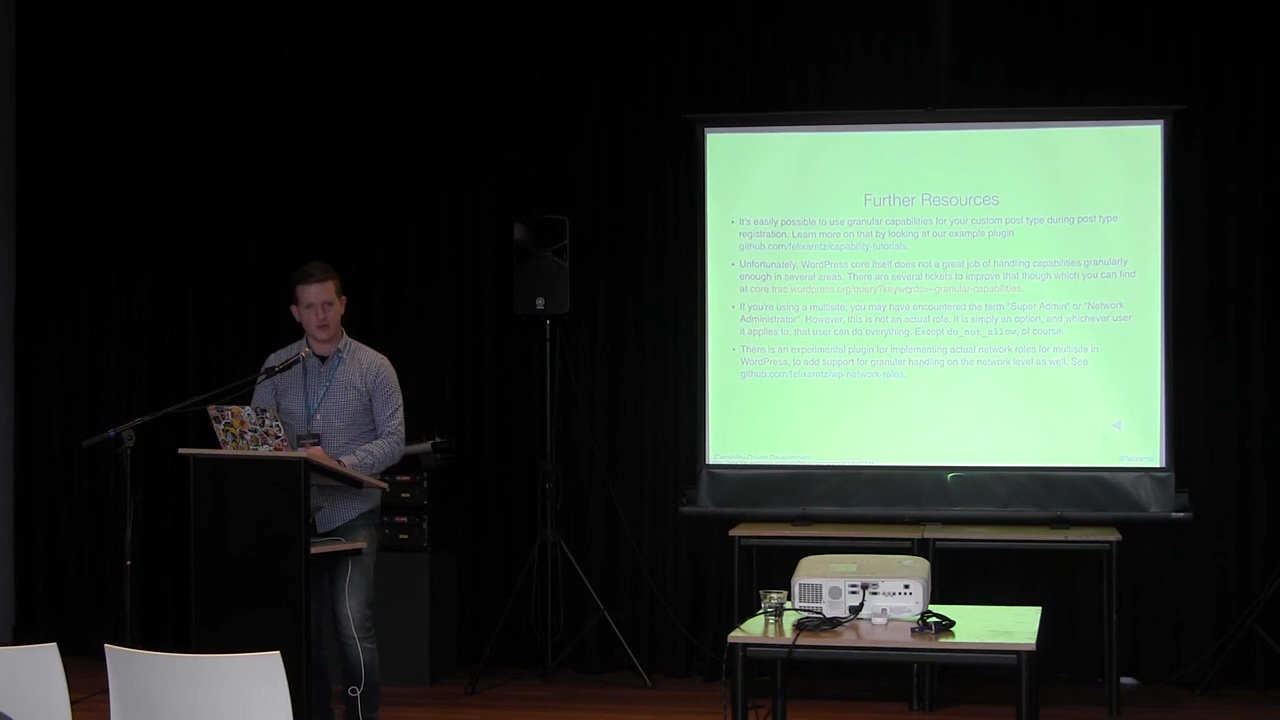 Further Resources
• It's easily possible to use granular capabilities for your custom post type during post type
registration. Learn more on that by looking at our example plugin
github.com/felixarntz/capability-tutorials.
• Unfortunately, WordPress core itself does not a great job of handling capabilities granularly
enough in several areas. There are several tickets to improve that though which you can find
at core.trac.wordpress.org/query?keywords=~granular-capabilities.
• If you're using a multisite, you may have encountered the term "Super Admin" or "Network
Administrator". However, this is not an actual role, it is simply an option, and whichever user
it applies to, that user can do everything. Except do_not_allow, of course.
• There is an experimental plugin for implementing actual network roles for multisite in
WordPress, to add support for granular handling on the network level as well. See
github.com/felixarntz/wp-network-roles.
Capability-Driven Development
@felixarntz